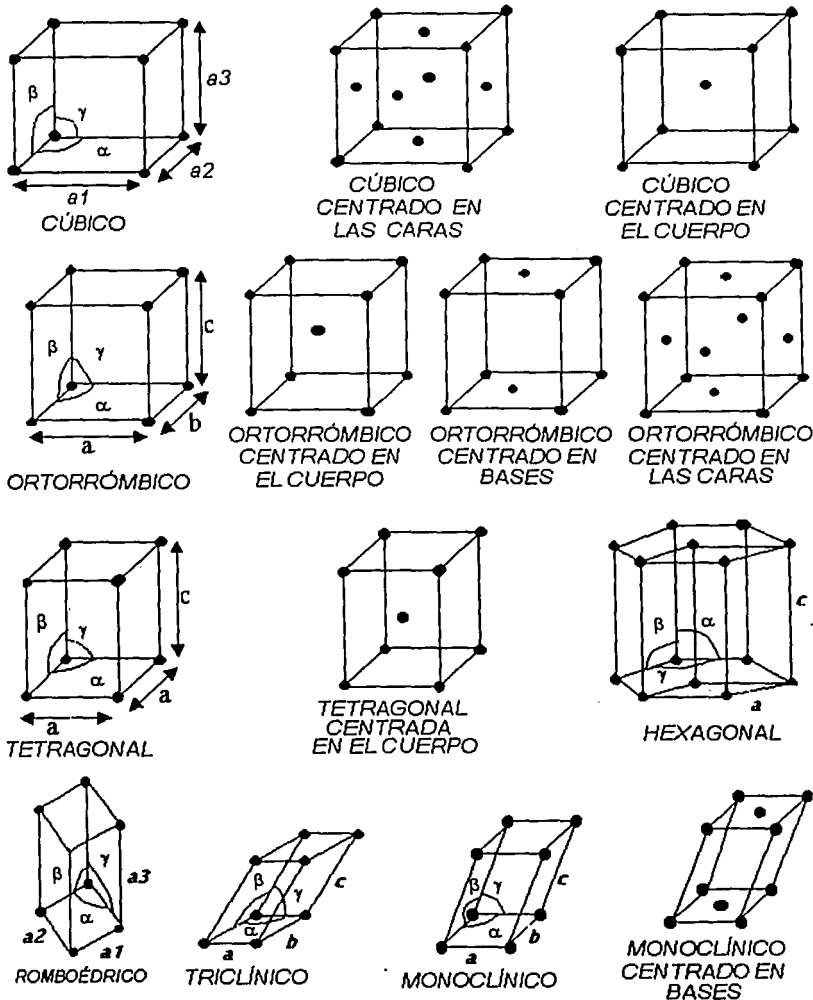 β
γ
α
a3
a2
a1
CÚBICO
CÚBICO
CENTRADO EN
LAS CARAS
CÚBICO
CENTRADO EN
EL CUERPO
β
γ
α
c
b
a
ORTORRÓMBICO
ORTORRÓMBICO
CENTRADO EN
EL CUERPO
ORTORRÓMBICO
CENTRADO EN
BASES
ORTORRÓMBICO
CENTRADO EN
LAS CARAS
β
γ
α
c
a
a
TETRAGONAL
TETRAGONAL
CENTRADA
EN EL CUERPO
β
α
γ
c
a
HEXAGONAL
β
γ
α
a3
a2
a1
ROMBOÉDRICO
β
γ
α
c
a
b
TRICLÍNICO
β
γ
α
c
a
b
MONOCLÍNICO
MONOCLÍNICO
CENTRADO EN
BASES